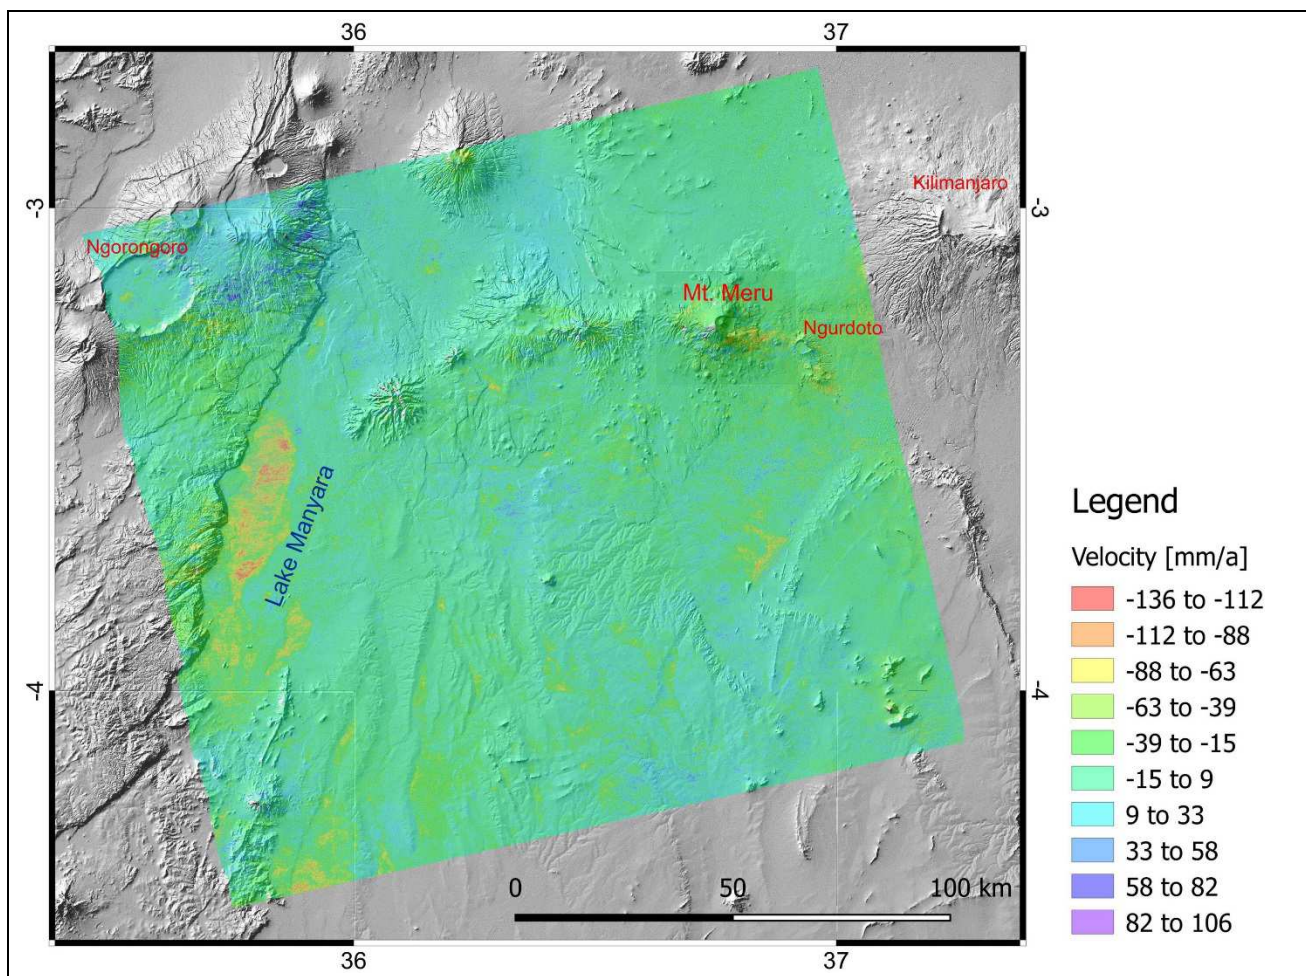 36 37
-3 -3
Kilimanjaro
Ngorongoro
Mt. Meru
Ngurdoto
Lake Manyara
-4 -4
0 50 100 km
36 37
Legend
Velocity [mm/a]
-136 to -112
-112 to -88
-88 to -63
-63 to -39
-39 to -15
-15 to 9
9 to 33
33 to 58
58 to 82
82 to 106